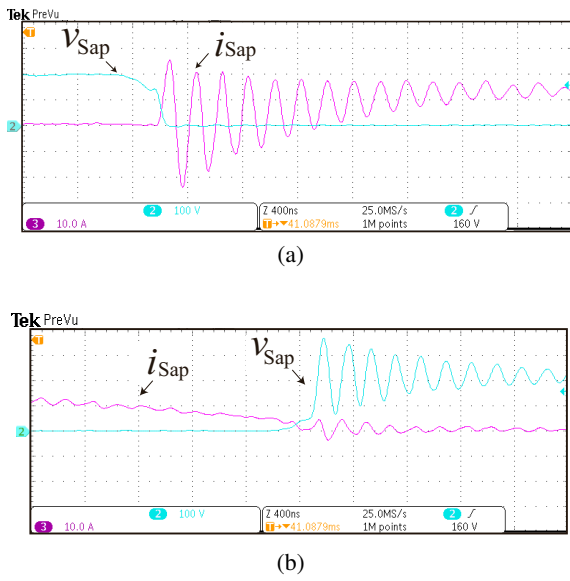 Tek PreVu
T
vSap
iSap
2
2 100 V
3 10.0 A
Z 400ns
T→▼41.0879ms
25.0MS/s
1M points
2 ∫
160 V
(a)
Tek PreVu
T
iSap
vSap
2
2 100 V
3 10.0 A
Z 400ns
T→▼41.0879ms
25.0MS/s
1M points
2 ∫
160 V
(b)